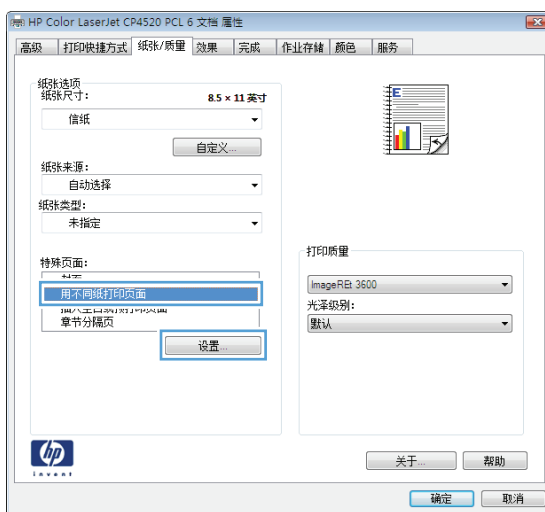 HP Color LaserJet CP4520 PCL 6 文档 属性
高级 打印快捷方式 纸张/质量 效果 完成 作业存储 颜色 服务
纸张选项
纸张尺寸: 8.5 × 11 英寸
信纸
自定义...
纸张来源:
自动选择
纸张类型:
未指定
特殊页面:
封面
用不同纸打印页面
章节分隔页
设置...
E
打印质量
ImageREt 3600
光泽级别:
默认
hp
invent
关于...
帮助
确定
取消